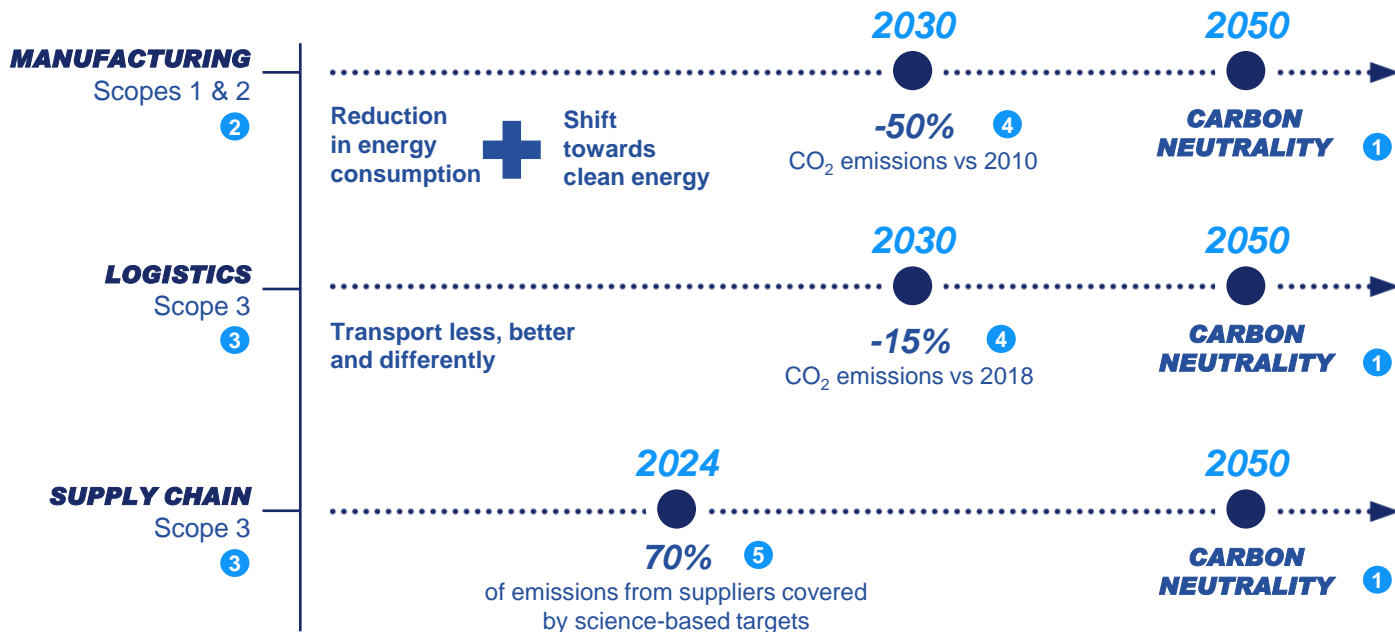 2030
2050
MANUFACTURING
Scopes 1 & 2
2
Reduction
in energy
consumption
Shift
towards
clean energy
-50% 4
CO₂ emissions vs 2010
CARBON
NEUTRALITY 1
2030
2050
LOGISTICS
Scope 3
3
Transport less, better
and differently
-15% 4
CO₂ emissions vs 2018
CARBON
NEUTRALITY 1
2024
2050
SUPPLY CHAIN
Scope 3
3
70% 5
of emissions from suppliers covered
by science-based targets
CARBON
NEUTRALITY 1